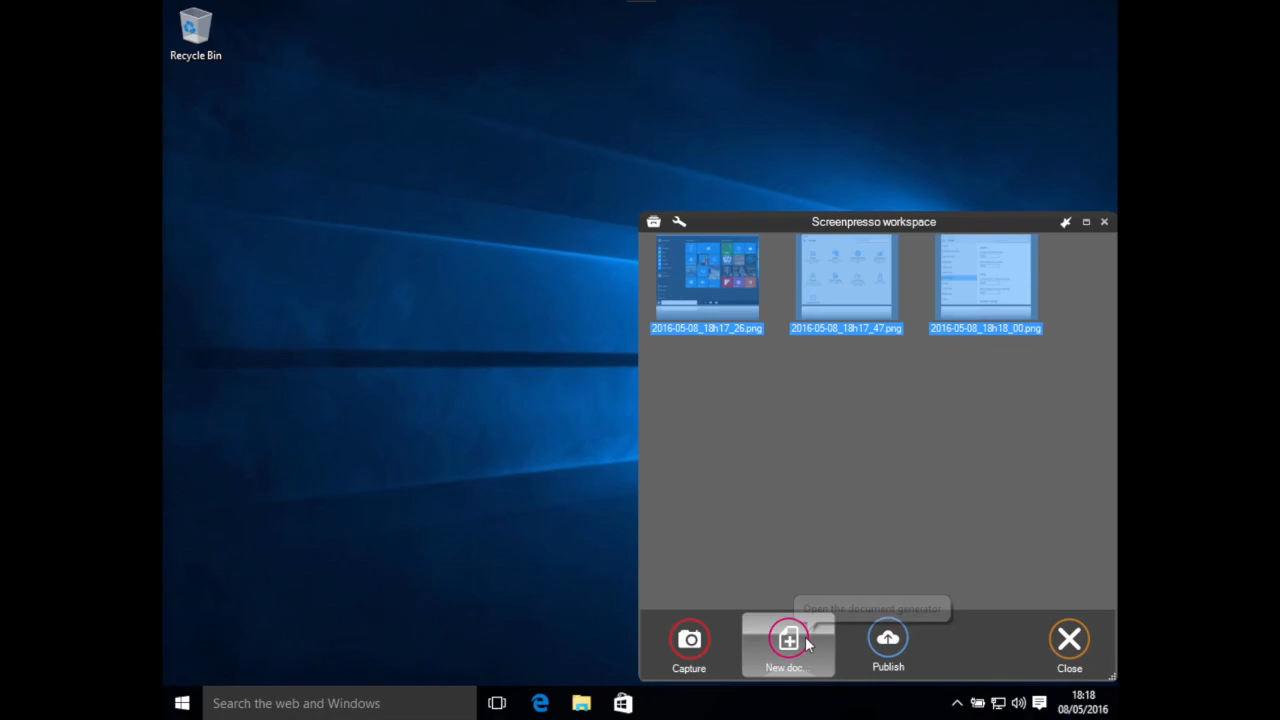 Recycle Bin
Screenpresso workspace
2016-05-08_18h17_26.png
2016-05-08_18h17_47.png
2016-05-08_18h18_00.png
Open the document generator
Capture
New doc...
Publish
Close
Search the web and Windows
18:18
08/05/2016